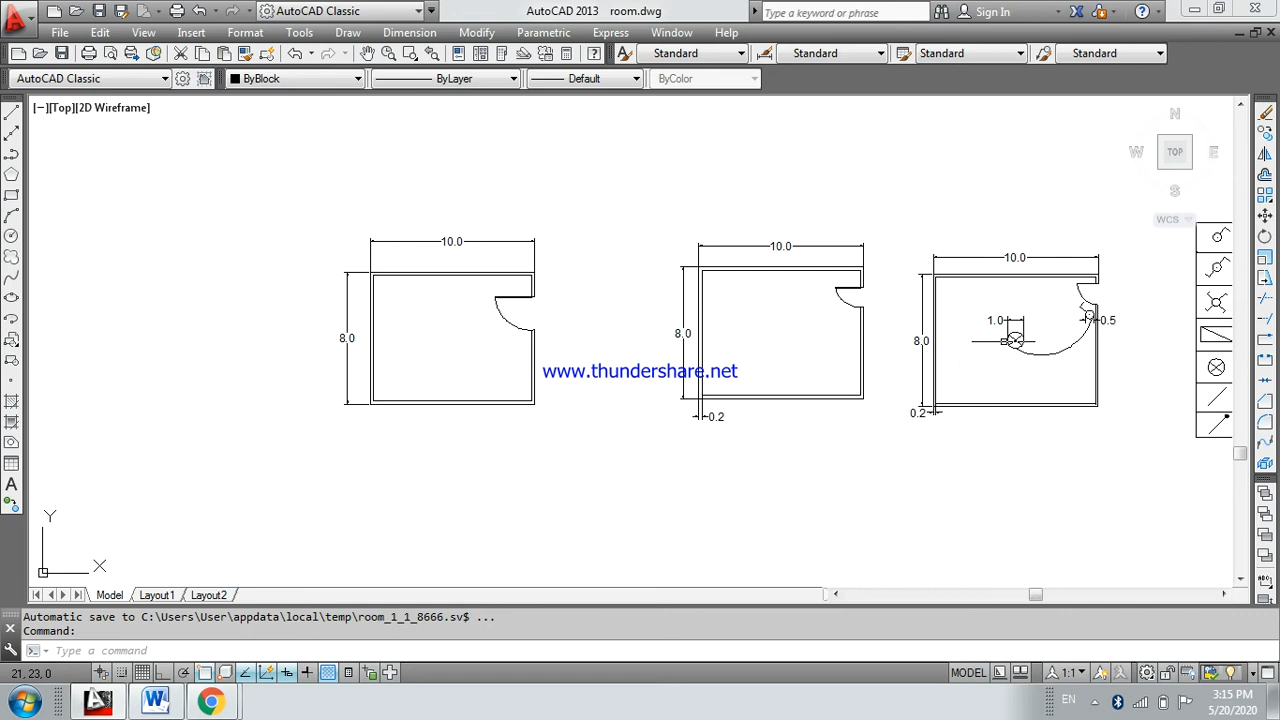 AutoCAD Classic
AutoCAD 2013 room.dwg
Type a keyword or phrase
Sign In
File Edit View Insert Format Tools Draw Dimension Modify Parametric Express Window Help
Standard Standard Standard Standard
AutoCAD Classic ByBlock ByLayer Default ByColor
[−][Top][2D Wireframe]
N
W TOP E
S
WCS
10.0
10.0
10.0
1.0
0.5
8.0
8.0
8.0
www.thundershare.net
0.2
0.2
Y
X
Model Layout1 Layout2
Automatic save to C:\Users\User\appdata\local\temp\room_1_1_8666.sv$ ...
Command:
Type a command
21, 23, 0
MODEL
1:1
EN
3:15 PM
5/20/2020